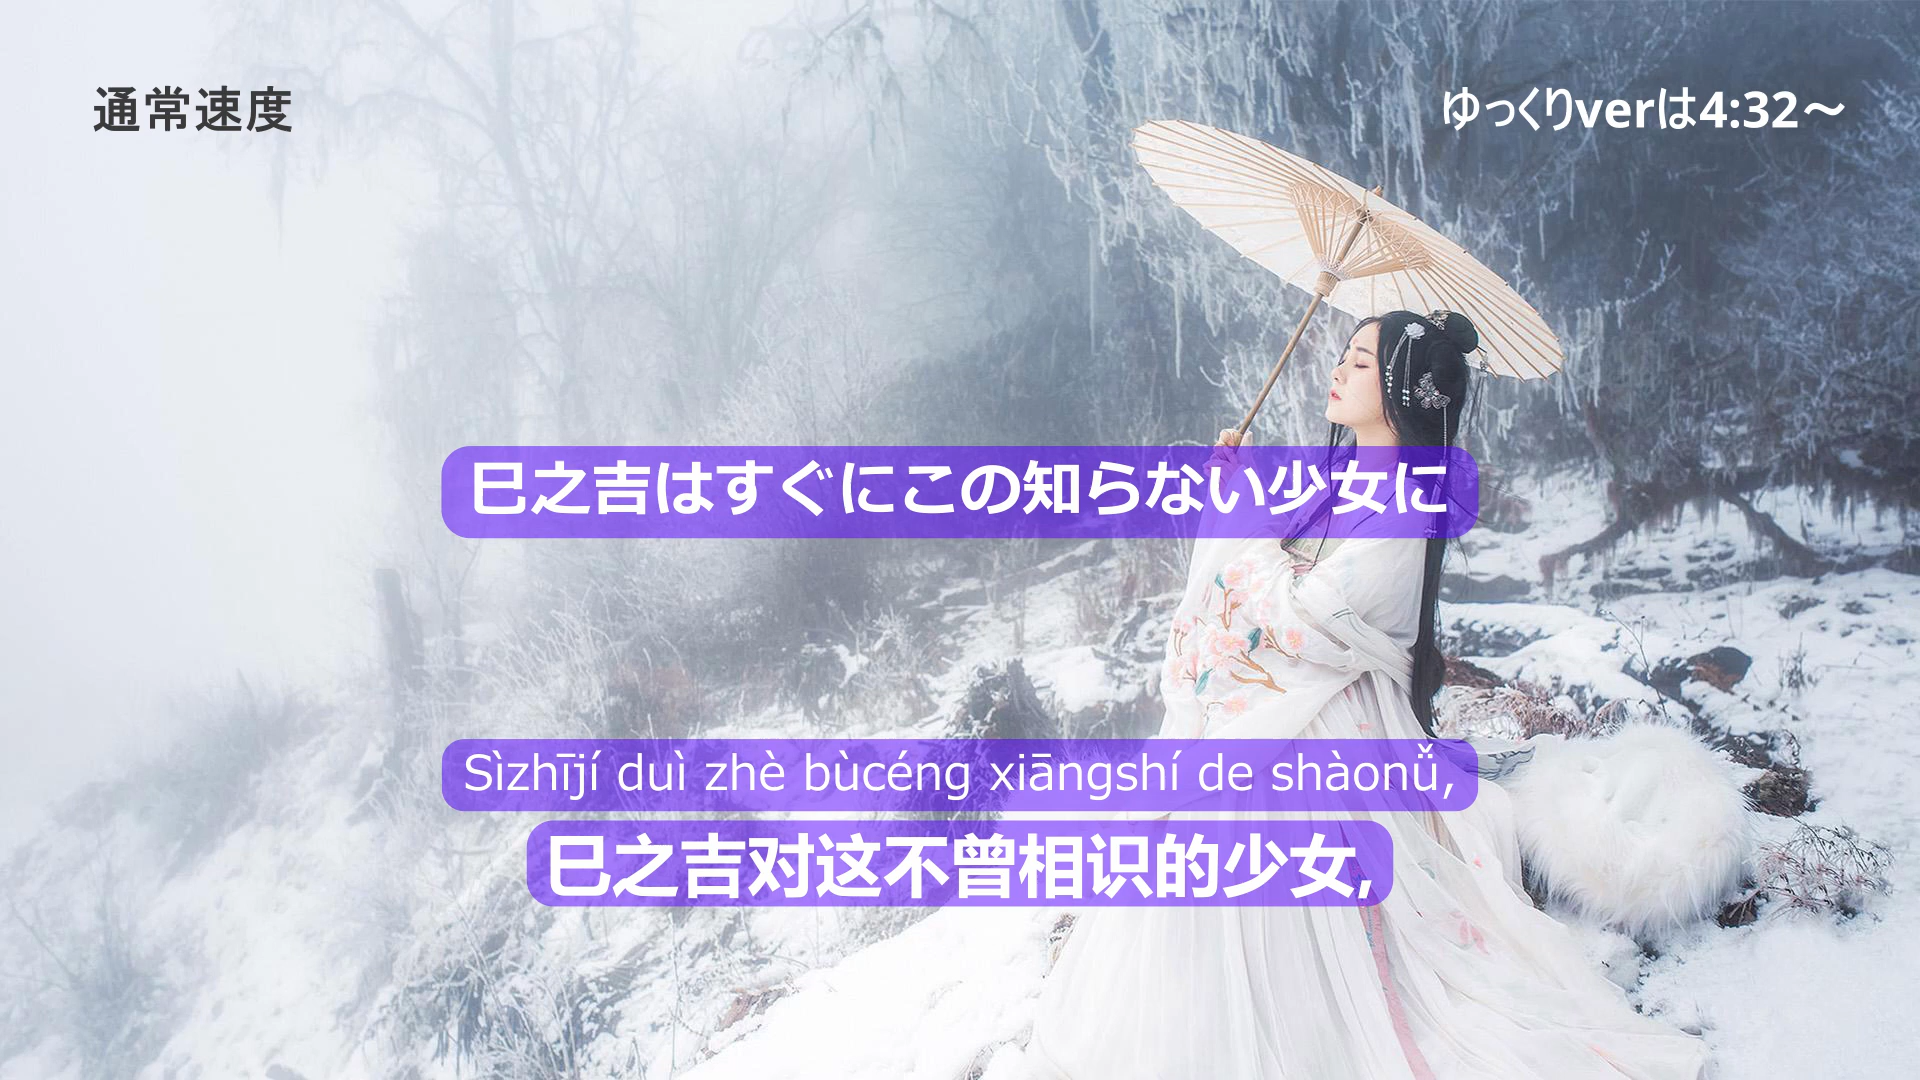 通常速度
ゆっくりverは4:32～
巳之吉はすぐにこの知らない少女に
Sìzhījí duì zhè bùcéng xiāngshí de shàonǚ,
巳之吉对这不曾相识的少女,